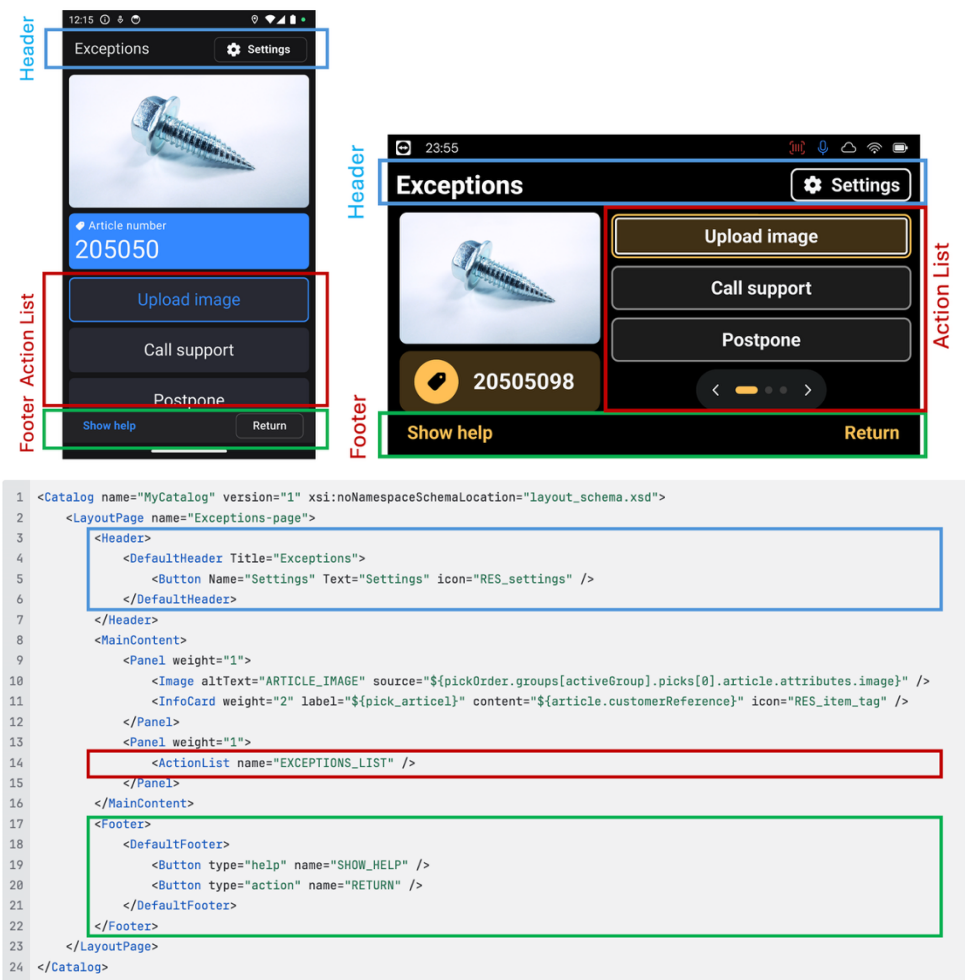 Header
12:15
Exceptions
Settings
Article number
205050
Action List
Upload image
Call support
Postpone
Footer
Show help
Return
Header
23:55
Exceptions
Settings
Upload image
Call support
Postpone
Action List
20505098
Footer
Show help
Return
1 <Catalog name="MyCatalog" version="1" xsi:noNamespaceSchemaLocation="layout_schema.xsd">
2 <LayoutPage name="Exceptions-page">
3 <Header>
4 <DefaultHeader Title="Exceptions">
5 <Button Name="Settings" Text="Settings" icon="RES_settings" />
6 </DefaultHeader>
7 </Header>
8 <MainContent>
9 <Panel weight="1">
10 <Image altText="ARTICLE_IMAGE" source="${pickOrder.groups[activeGroup].picks[0].article.attributes.image}" />
11 <InfoCard weight="2" label="${pick_articel}" content="${article.customerReference}" icon="RES_item_tag" />
12 </Panel>
13 <Panel weight="1">
14 <ActionList name="EXCEPTIONS_LIST" />
15 </Panel>
16 </MainContent>
17 <Footer>
18 <DefaultFooter>
19 <Button type="help" name="SHOW_HELP" />
20 <Button type="action" name="RETURN" />
21 </DefaultFooter>
22 </Footer>
23 </LayoutPage>
24 </Catalog>